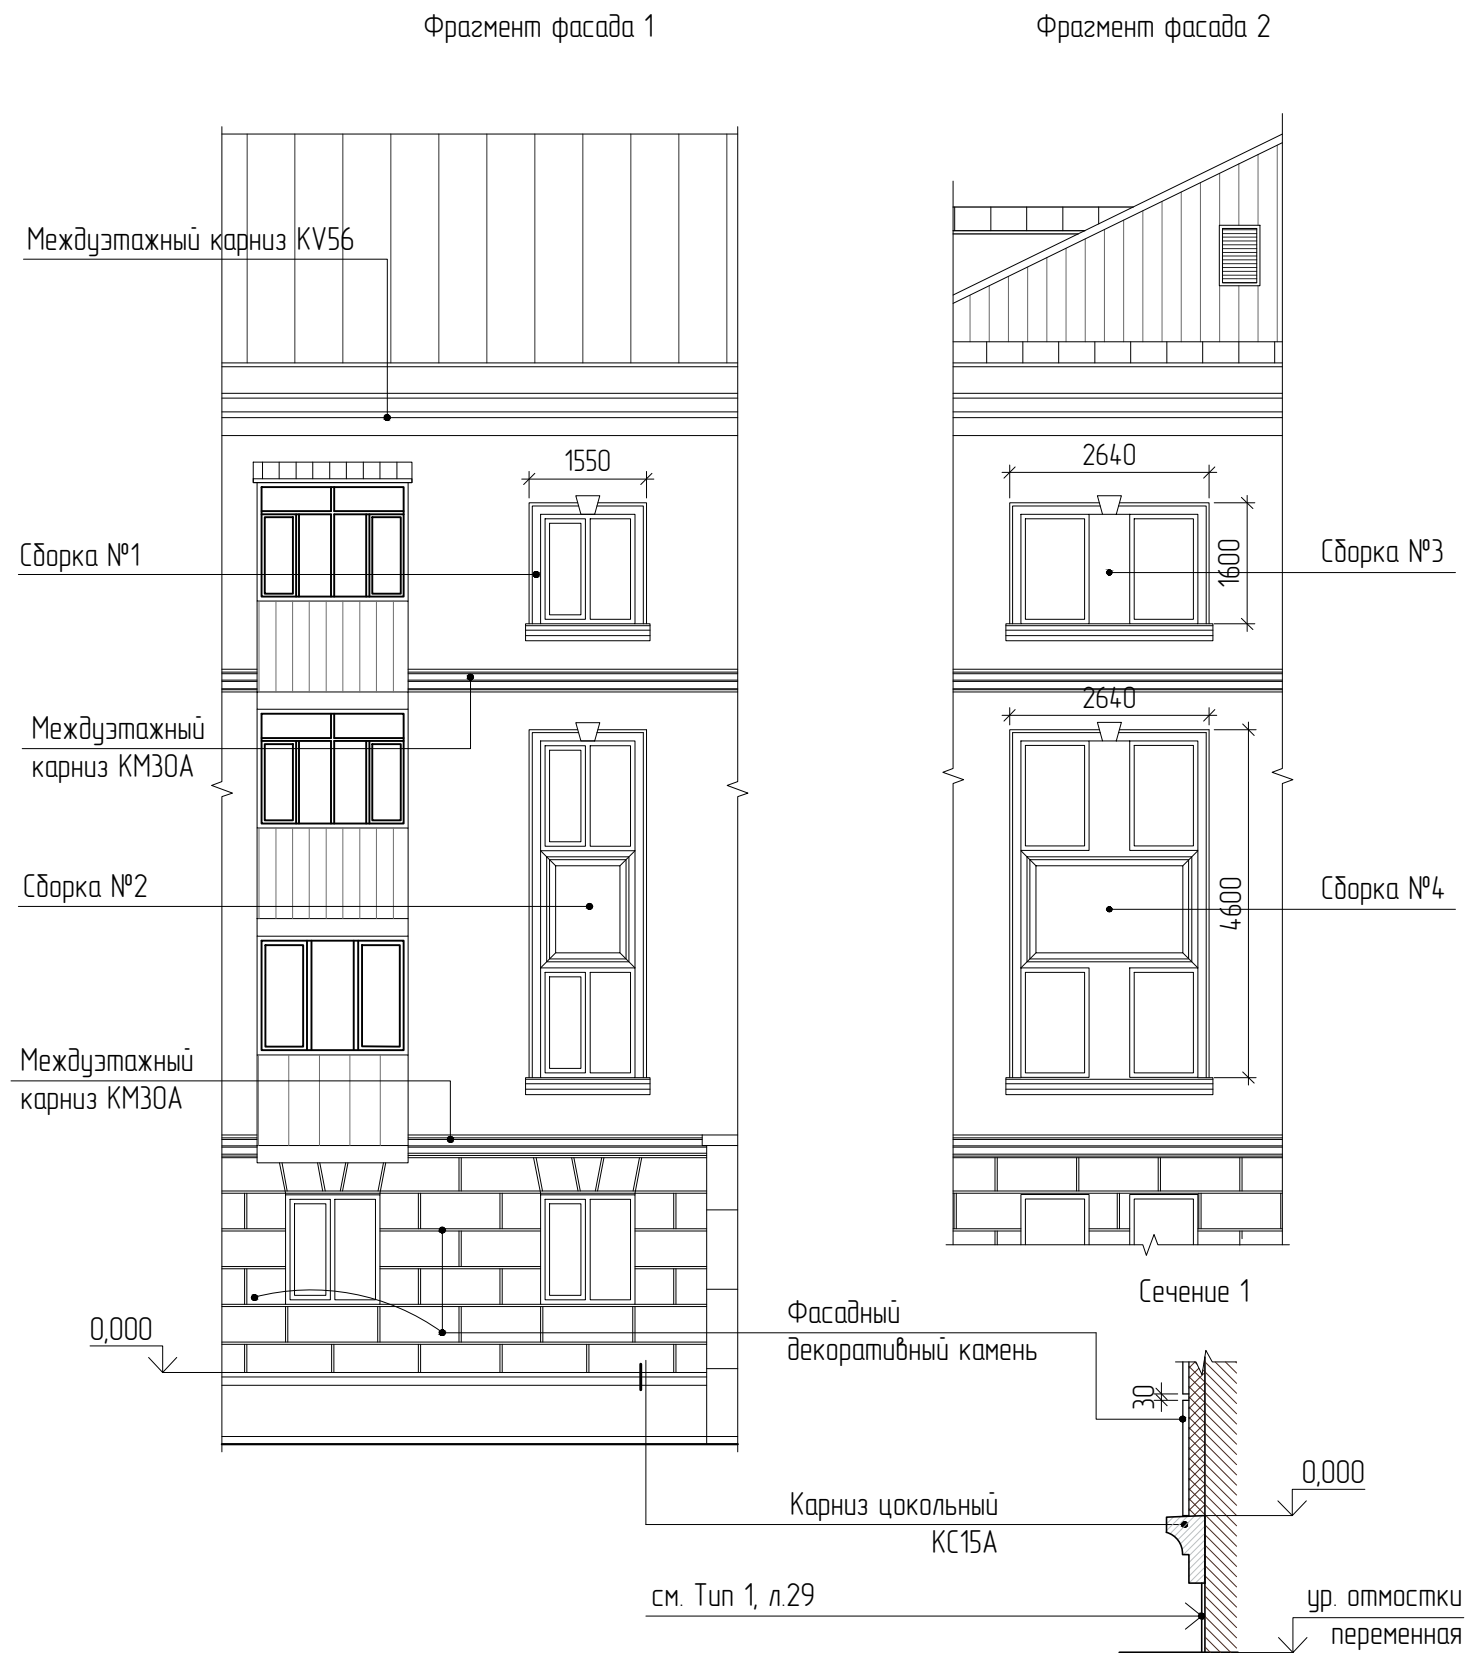 Фрагмент фасада 1
Фрагмент фасада 2
Междуэтажный карниз KV56
1550
2640
Сборка №1
1600
Сборка №3
2640
Междуэтажный
карниз КМ30А
Сборка №2
4600
Сборка №4
Междуэтажный
карниз КМ30А
Сечение 1
0,000
Фасадный
декоративный камень
30
0,000
Карниз цокольный
КС15А
см. Тип 1, л.29
ур. отмостки
переменная